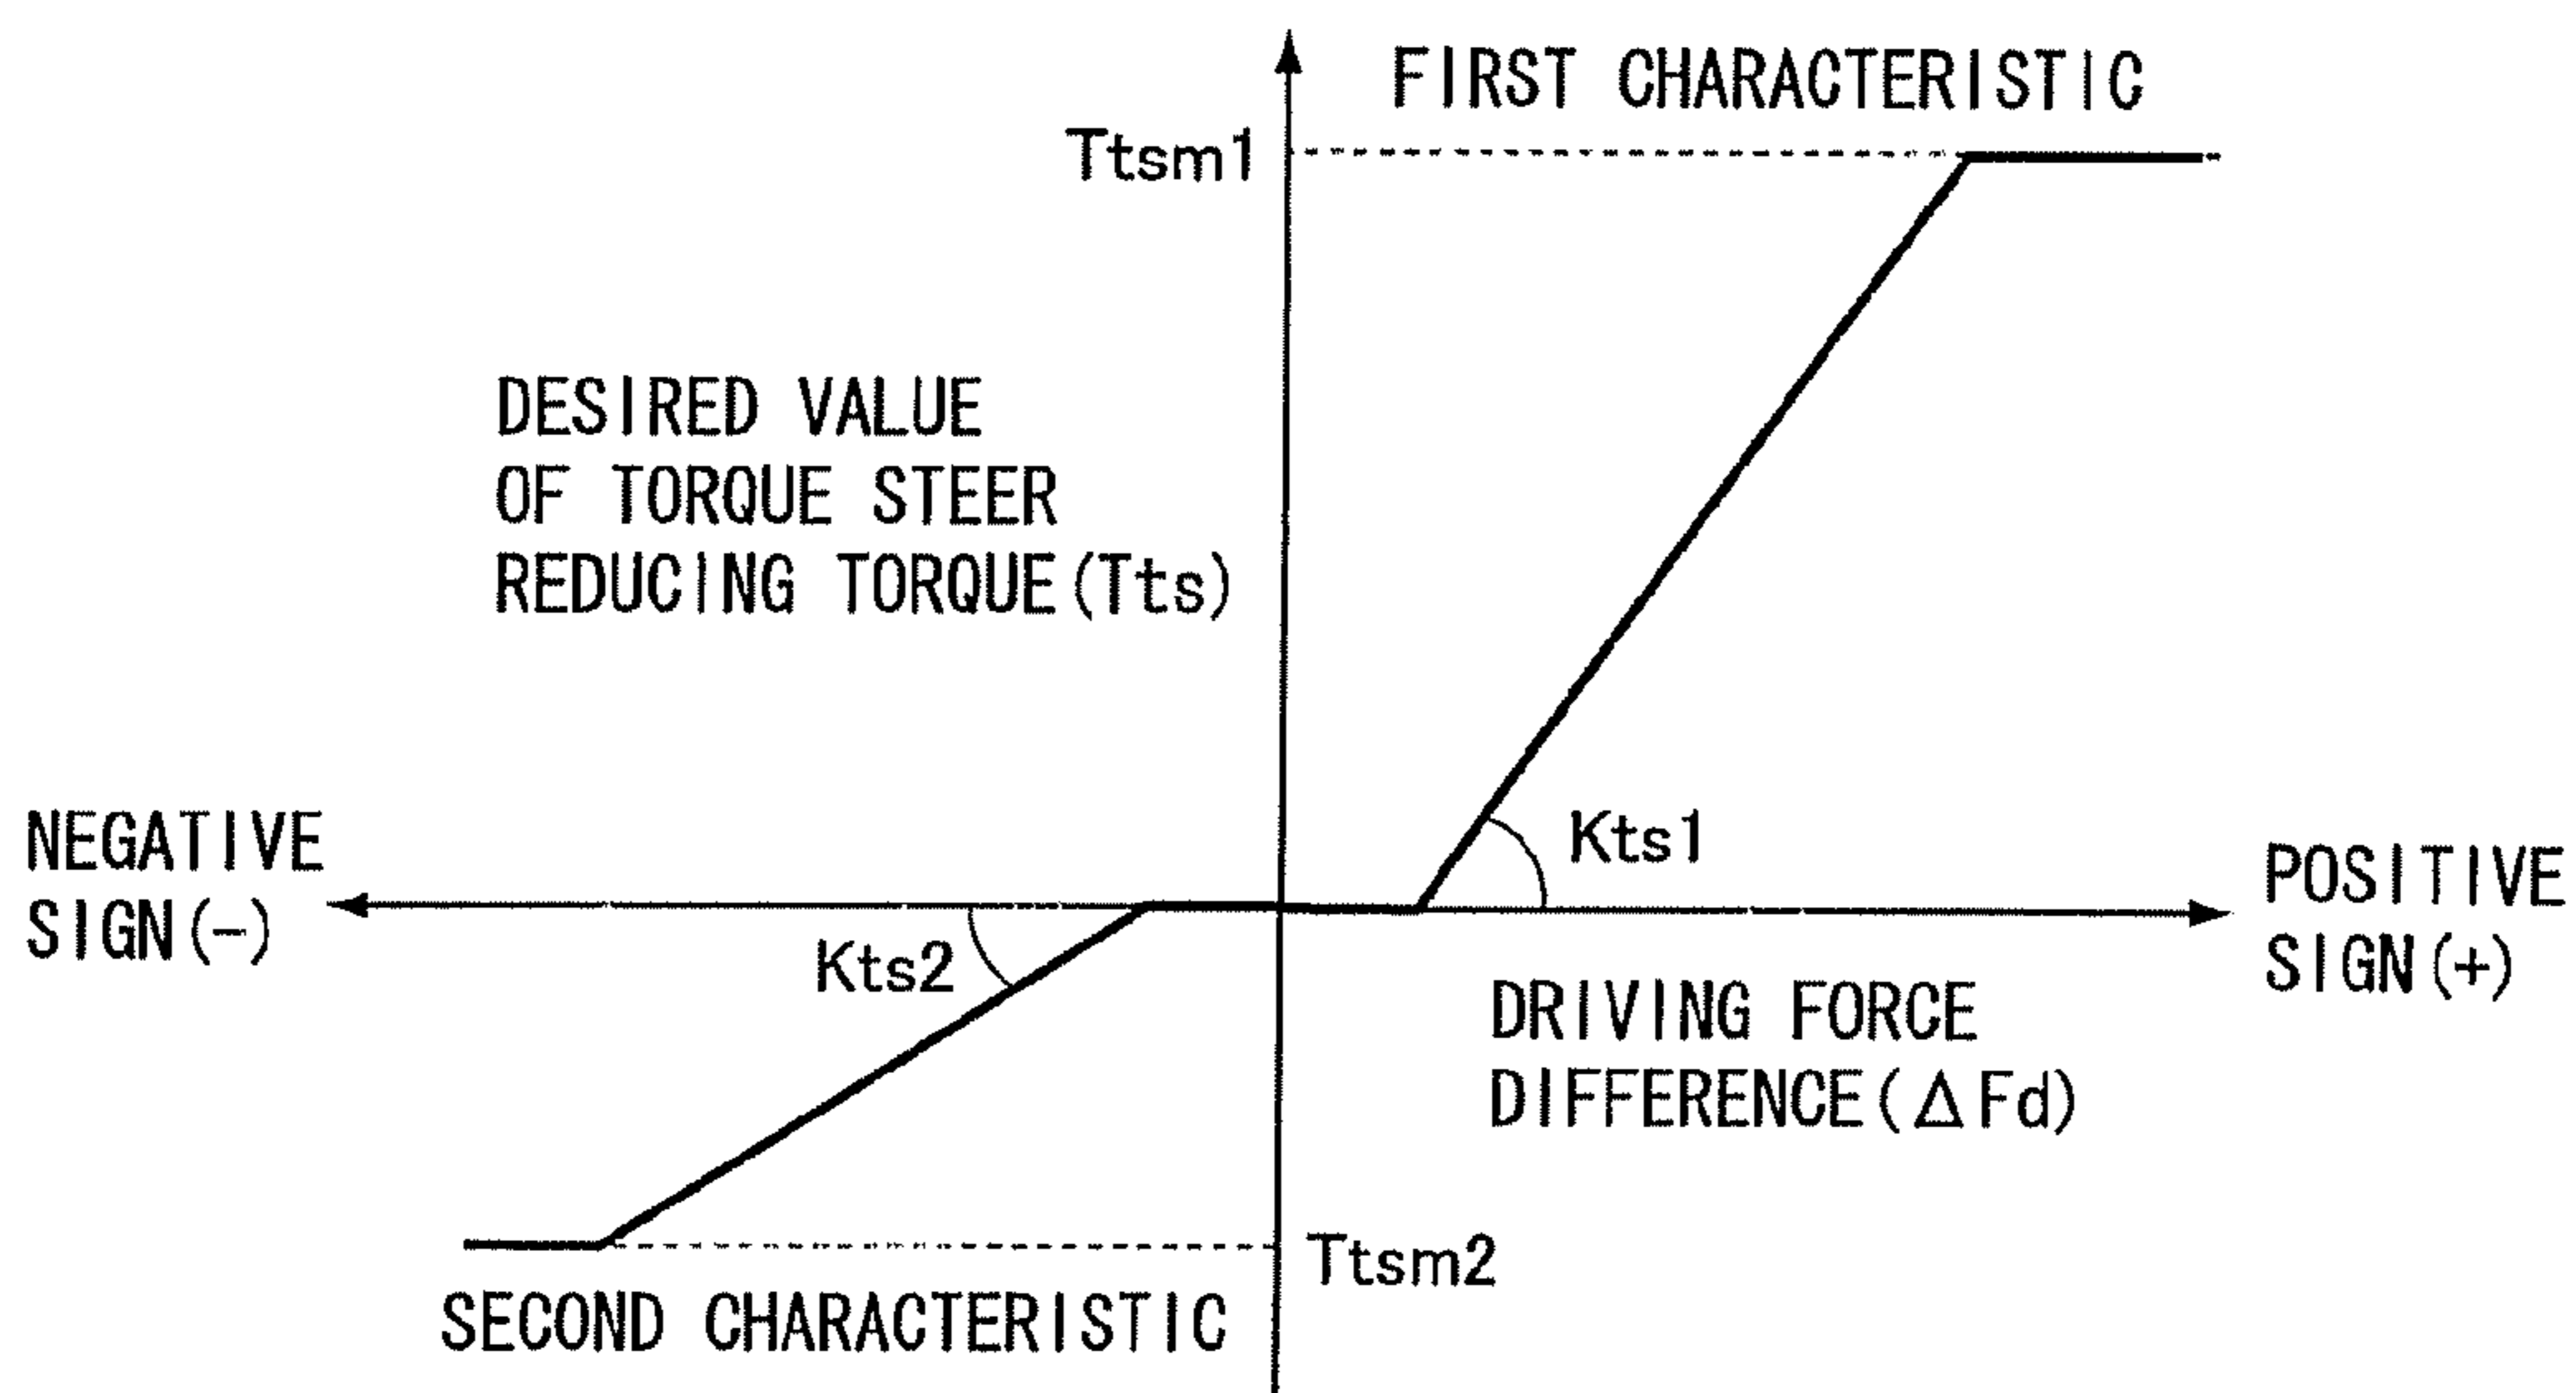 FIRST CHARACTERISTIC
Ttsm1
DESIRED VALUE
OF TORQUE STEER
REDUCING TORQUE(Tts)
NEGATIVE
SIGN(-)
Kts1
Kts2
POSITIVE
SIGN(+)
DRIVING FORCE
DIFFERENCE(ΔFd)
Ttsm2
SECOND CHARACTERISTIC